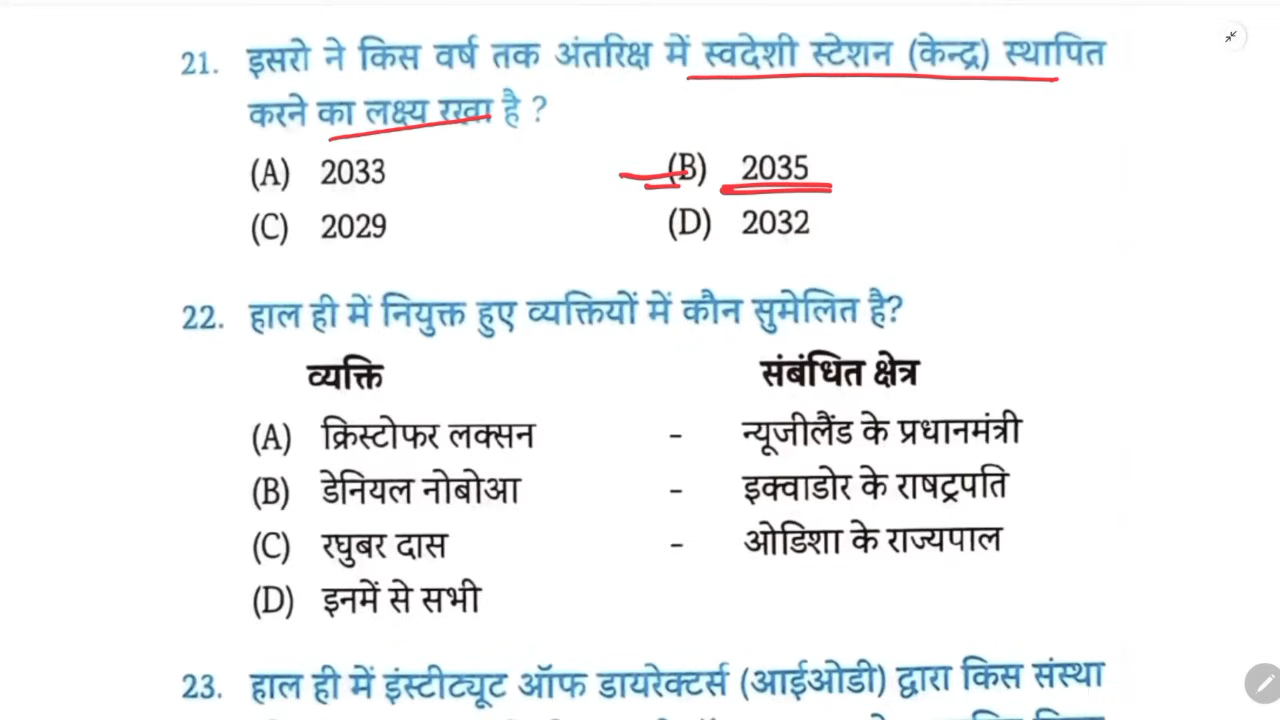 21. इसरो ने किस वर्ष तक अंतरिक्ष में स्वदेशी स्टेशन (केन्द्र) स्थापित
करने का लक्ष्य रखा है ?
(A) 2033 (B) 2035
(C) 2029 (D) 2032
22. हाल ही में नियुक्त हुए व्यक्तियों में कौन सुमेलित है?
व्यक्ति संबंधित क्षेत्र
(A) क्रिस्टोफर लक्सन - न्यूजीलैंड के प्रधानमंत्री
(B) डेनियल नोबोआ - इक्वाडोर के राषट्रपति
(C) रघुबर दास - ओडिशा के राज्यपाल
(D) इनमें से सभी
23. हाल ही में इंस्टीट्यूट ऑफ डायरेक्टर्स (आईओडी) द्वारा किस संस्था